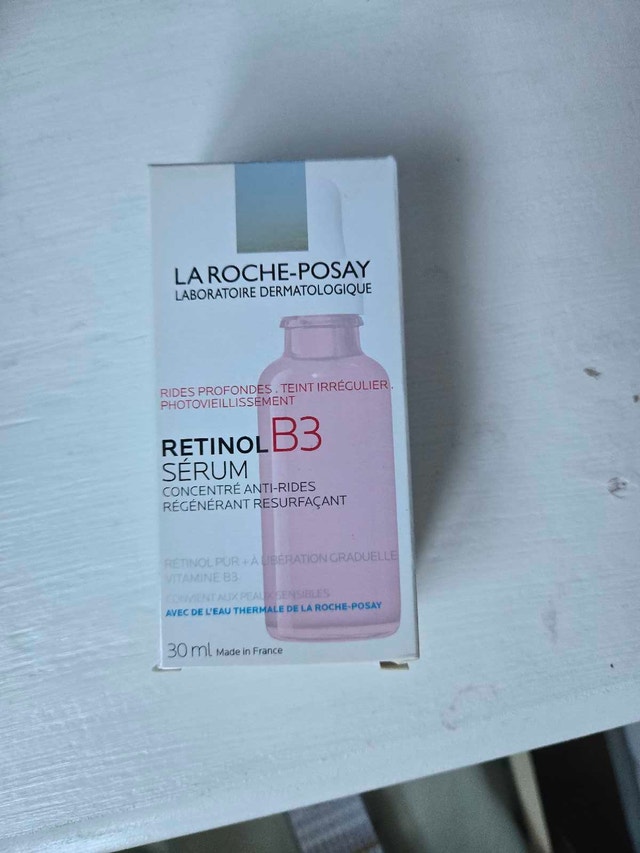 LA ROCHE-POSAY
LABORATOIRE DERMATOLOGIQUE
RIDES PROFONDES . TEINT IRRÉGULIER .
PHOTOVIEILLISSEMENT
RETINOL B3
SÉRUM
CONCENTRÉ ANTI-RIDES
RÉGÉNÉRANT RESURFAÇANT
RETINOL PUR + À LIBÉRATION GRADUELLE
VITAMINE B3
CONVIENT AUX PEAUX SENSIBLES
AVEC DE L'EAU THERMALE DE LA ROCHE-POSAY
30 ml Made in France